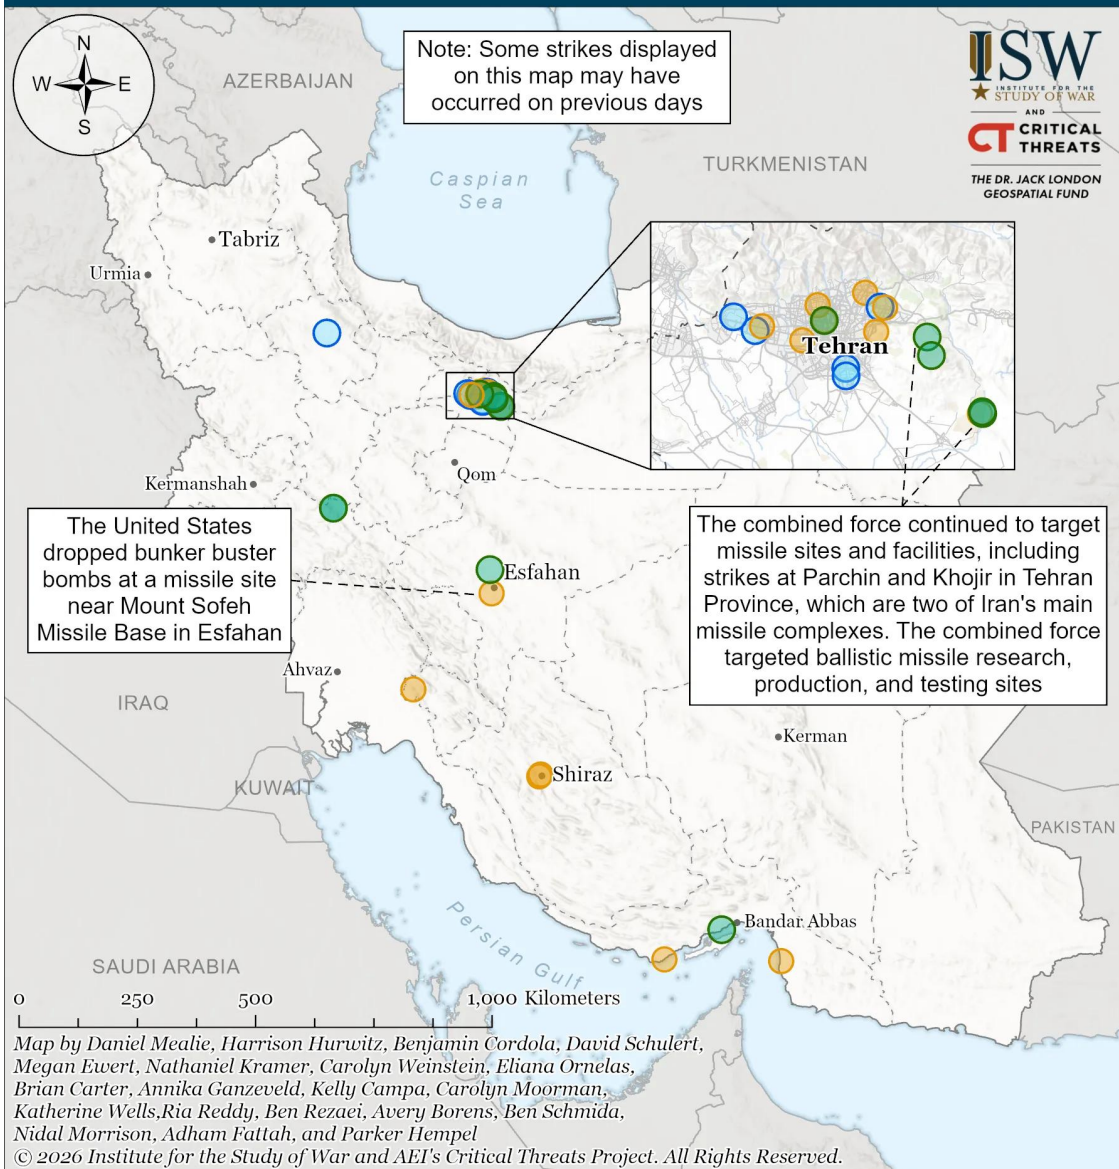 N
W E
S
AZERBAIJAN
Note: Some strikes displayed
on this map may have
occurred on previous days
ISW
INSTITUTE FOR THE
STUDY OF WAR
AND
CT CRITICAL
THREATS
THE DR. JACK LONDON
GEOSPATIAL FUND
TURKMENISTAN
Caspian
Sea
Tabriz
Urmia
Tehran
Qom
Kermanshah
The United States
dropped bunker buster
bombs at a missile site
near Mount Sofeh
Missile Base in Esfahan
Esfahan
The combined force continued to target
missile sites and facilities, including
strikes at Parchin and Khojir in Tehran
Province, which are two of Iran's main
missile complexes. The combined force
targeted ballistic missile research,
production, and testing sites
Ahvaz
IRAQ
Kerman
Shiraz
KUWAIT
PAKISTAN
Bandar Abbas
Persian Gulf
SAUDI ARABIA
0 250 500 1,000 Kilometers
Map by Daniel Mealie, Harrison Hurwitz, Benjamin Cordola, David Schulert,
Megan Ewert, Nathaniel Kramer, Carolyn Weinstein, Eliana Ornelas,
Brian Carter, Annika Ganzeveld, Kelly Campa, Carolyn Moorman,
Katherine Wells,Ria Reddy, Ben Rezaei, Avery Borens, Ben Schmida,
Nidal Morrison, Adham Fattah, and Parker Hempel
© 2026 Institute for the Study of War and AEI's Critical Threats Project. All Rights Reserved.